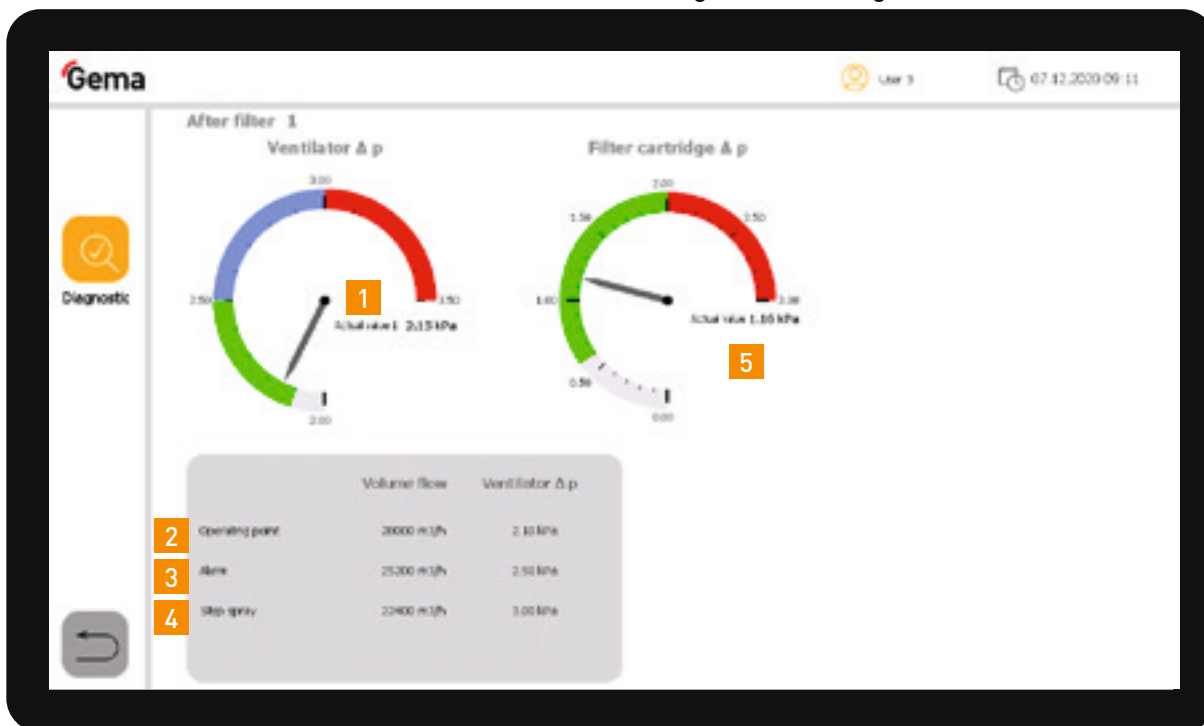 Gema
User 3
07.12.2020 09:11
After filter 1
Ventilator Δ p
Filter cartridge Δ p
3.00
2.50
3.50
2.00
Actual value 2.13 kPa
2.00
1.50
2.50
1.00
3.00
0.50
0.00
Actual value 1.16 kPa
1
5
Diagnostic
Volume flow Ventilator Δ p
2 Operating point 28000 m3/h 2.10 kPa
3 Alarm 25200 m3/h 2.50 kPa
4 Stop spray 22400 m3/h 3.00 kPa